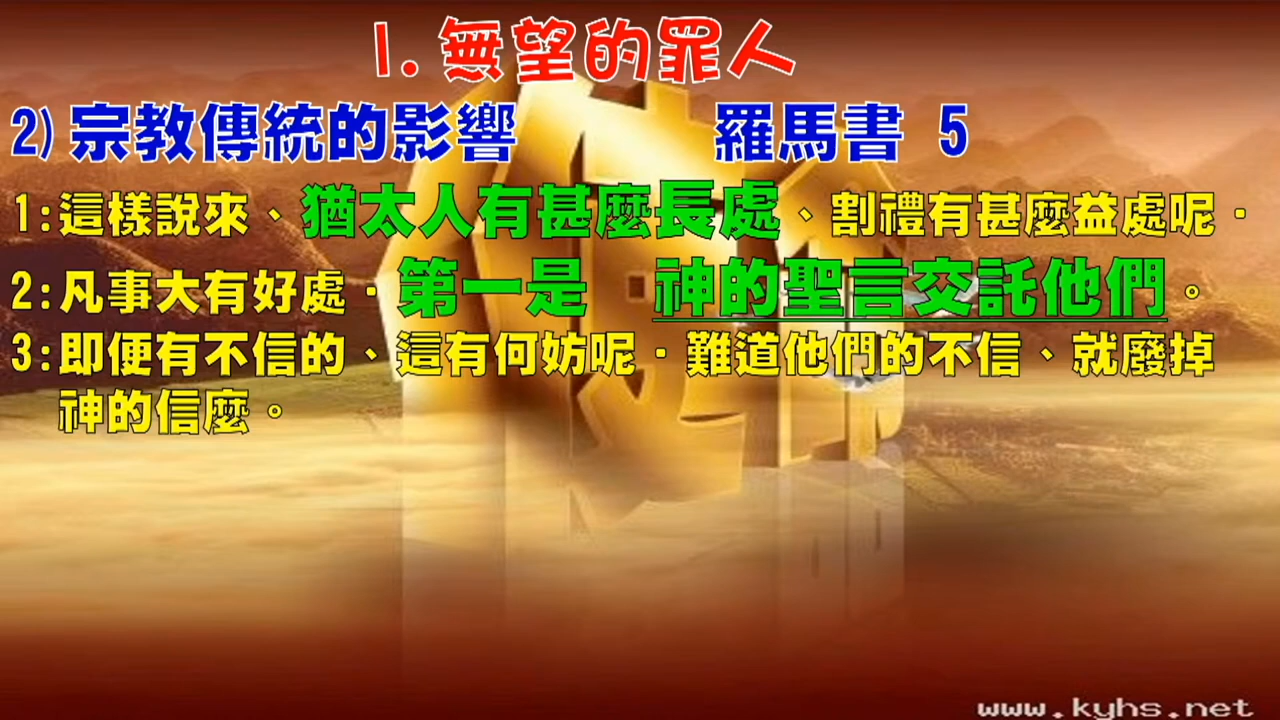 1.無望的罪人
2)宗教傳統的影響 羅馬書 5
1:這樣說來、猶太人有甚麼長處、割禮有甚麼益處呢．
2:凡事大有好處．第一是　神的聖言交託他們。
3:即便有不信的、這有何妨呢．難道他們的不信、就廢掉
神的信麼。
www.kyhs.net